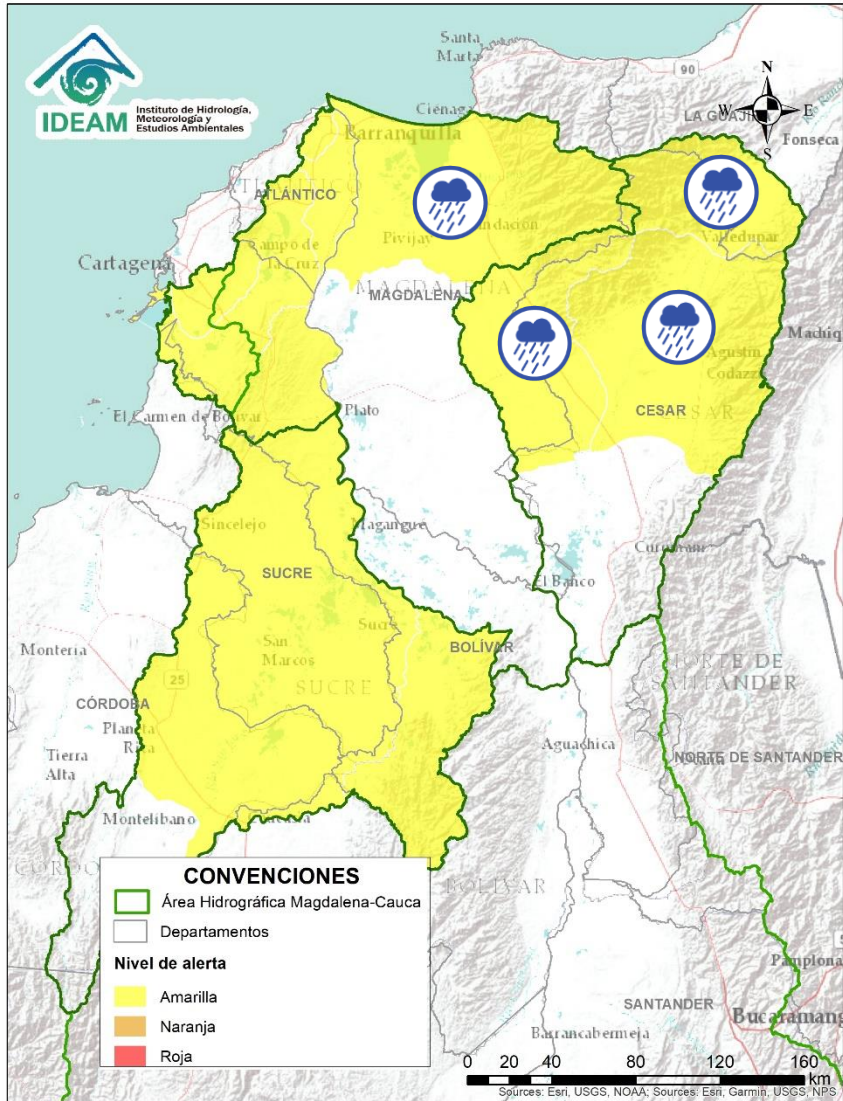 IDEAM
Instituto de Hidrología,
Meteorología y
Estudios Ambientales
Santa
Marta
90
N
W
E
S
LA GUAJIRA
Fonseca
Ciénaga
Barranquilla
ATLÁNTICO
Fundación
Pivijay
Valledupar
Campo de
la Cruz
Cartagena
MAGDALENA
MAGDALENA
Agustín
Codazzi
CESAR
CESAR
El Carmen de Bolívar
Plato
Sincelejo
Magangué
Curumaní
SUCRE
El Banco
Sucre
San
Marcos
BOLÍVAR
Montería
25
SUCRE
NORTE DE
SANTANDER
CÓRDOBA
Planeta
Rica
Tierra
Alta
Aguachica
NORTE DE SANTANDER
Montelíbano
BOLÍVAR
CONVENCIONES
Área Hidrográfica Magdalena-Cauca
Departamentos
Nivel de alerta
Amarilla
Naranja
Roja
Pamplona
SANTANDER
Bucaramang
Barrancabermeja
0 20 40 80 120 160
km
Sources: Esri, USGS, NOAA; Sources: Esri, Garmin, USGS, NPS